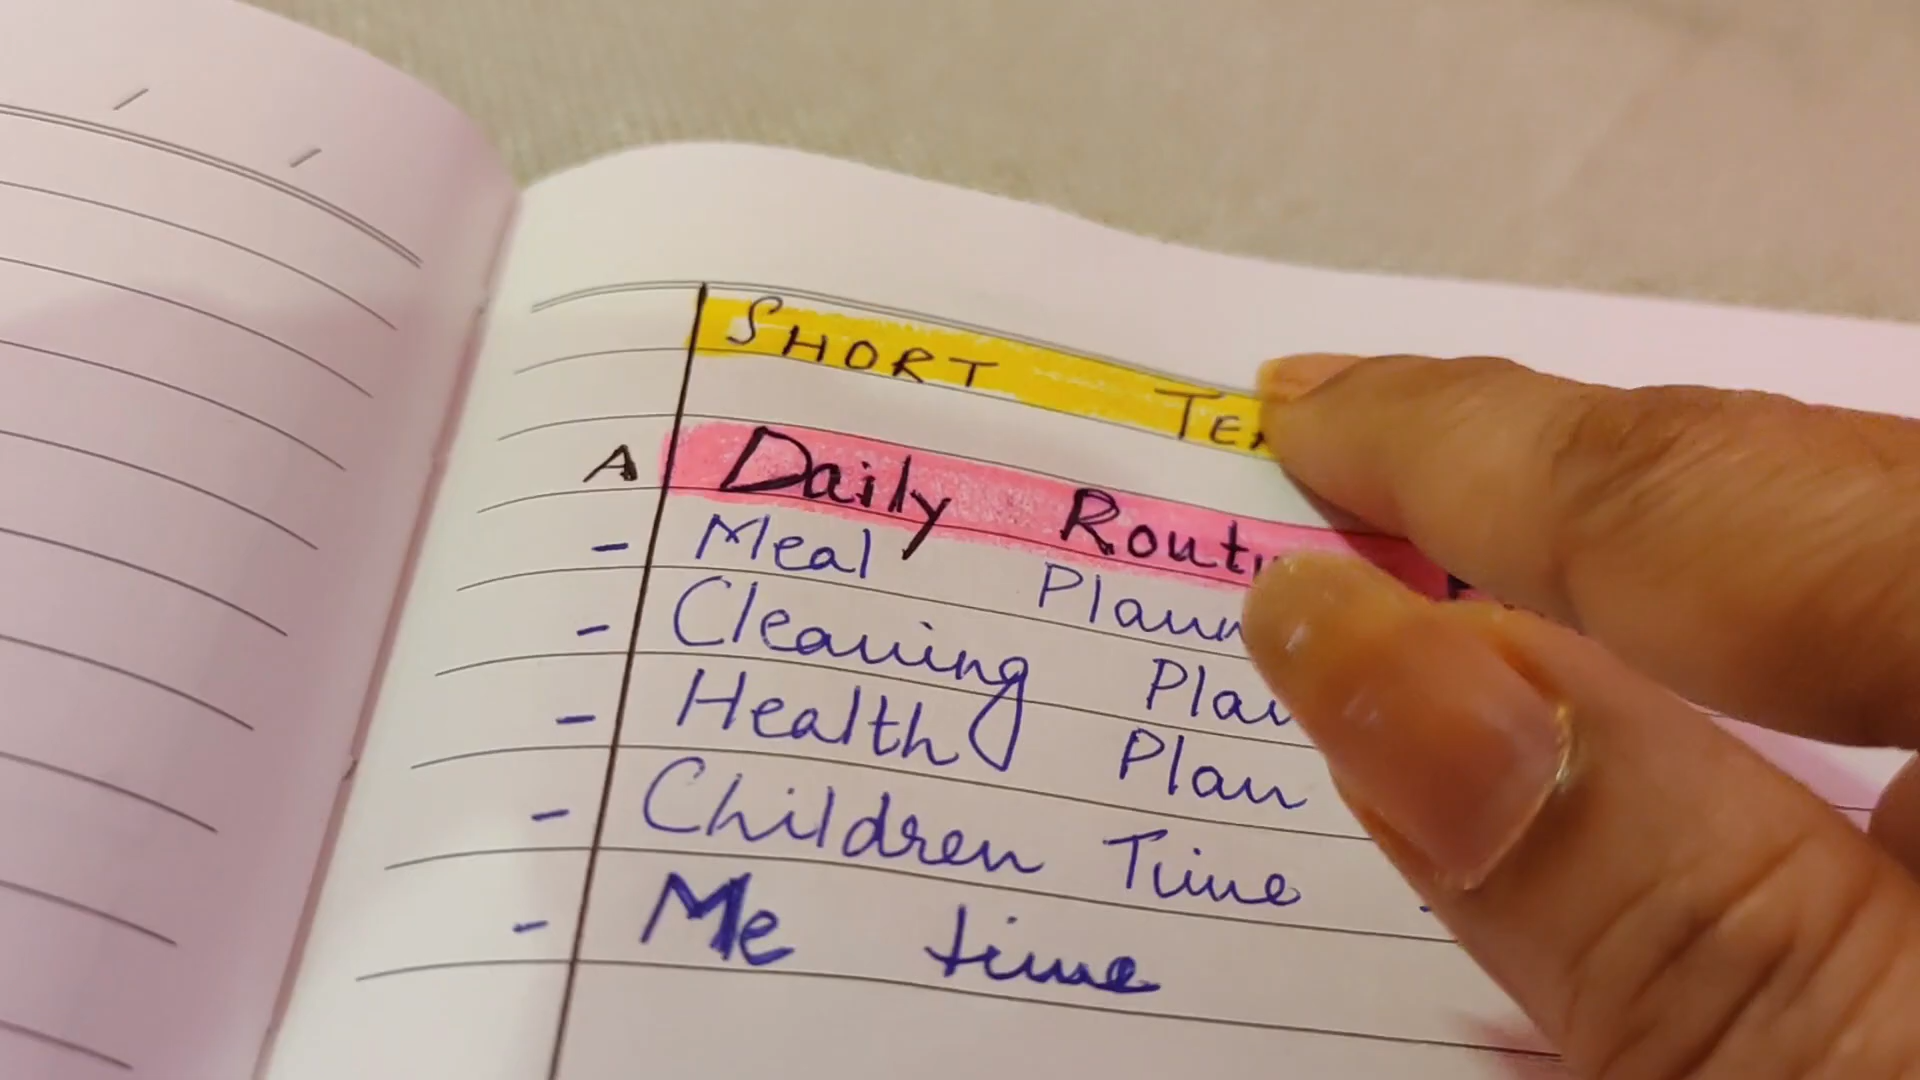 SHORT
A Daily
- Meal
- Cleaning
- Health Plan
- Children Time
- Me time